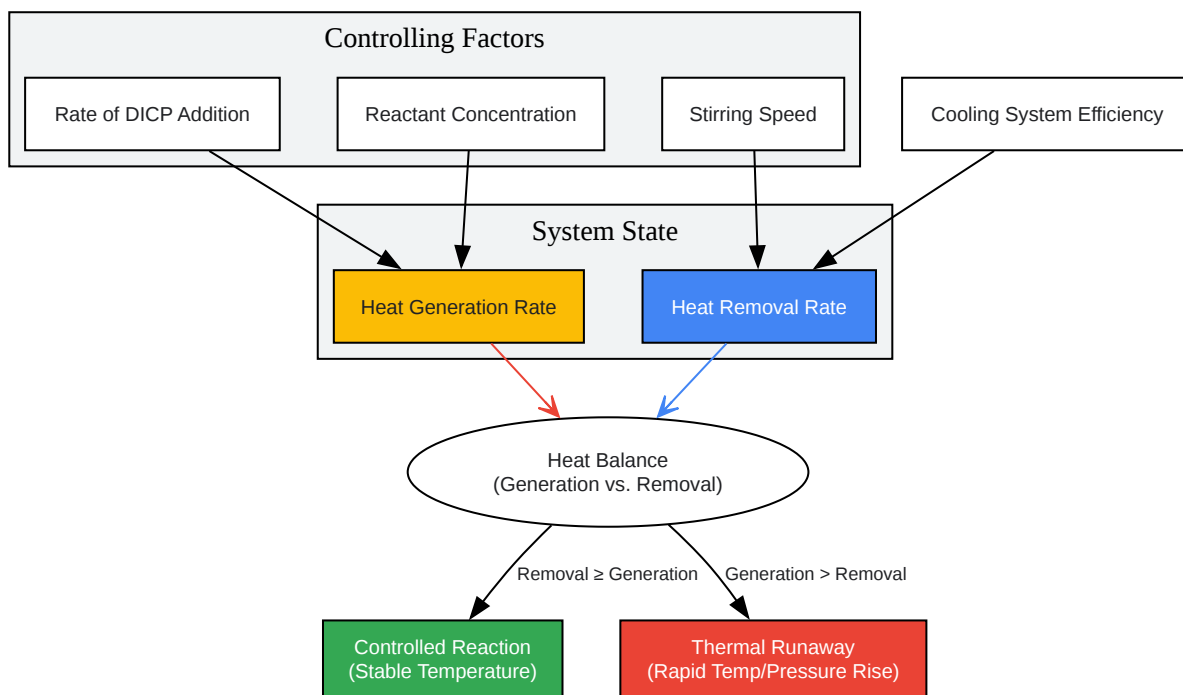 Controlling Factors
Rate of DICP Addition
Reactant Concentration
Stirring Speed
Cooling System Efficiency
System State
Heat Generation Rate
Heat Removal Rate
Heat Balance
(Generation vs. Removal)
Removal ≥ Generation
Generation > Removal
Controlled Reaction
(Stable Temperature)
Thermal Runaway
(Rapid Temp/Pressure Rise)